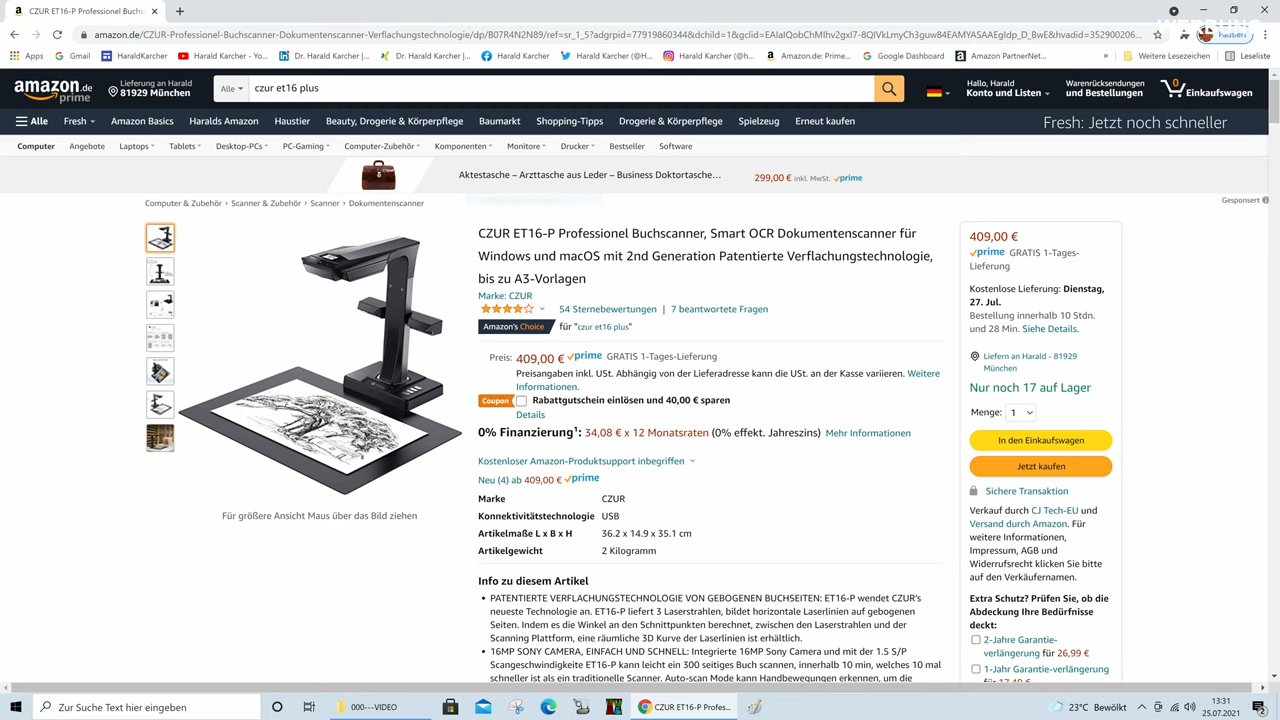 CZUR ET16-P Professionel Buchsc
amazon.de/CZUR-Professionel-Buchscanner-Dokumentenscanner-Verflachungstechnologie/dp/
Pausiert
Apps Gmail HaraldKarcher Harald Karcher - Yo... Dr. Harald Karcher |... Dr. Harald Karcher |... Harald Karcher Harald Karcher (@H... Harald Karcher (@h... Google Dashboard Amazon.de: Prime... Amazon PartnerNet... » Weitere Lesezeichen Leseliste
amazon.de
prime
Lieferung an Harald
81929 München
Alle
czur et16 plus
Hallo, Harald
Konto und Listen
Warenrücksendungen
und Bestellungen
0
Einkaufswagen
Alle Fresh Amazon Basics Haralds Amazon Haustier Beauty, Drogerie & Körperpflege Baumarkt Shopping-Tipps Drogerie & Körperpflege Spielzeug Erneut kaufen
Fresh: Jetzt noch schneller
Computer Angebote Laptops Tablets Desktop-PCs PC-Gaming Computer-Zubehör Komponenten Monitore Drucker Bestseller Software
Aktestasche – Arzttasche aus Leder – Business Doktortasche…
299,00 € inkl. MwSt. prime
Gesponsert
Computer & Zubehör › Scanner & Zubehör › Scanner › Dokumentenscanner
CZUR ET16-P Professionel Buchscanner, Smart OCR Dokumentenscanner für
Windows und macOS mit 2nd Generation Patentierte Verflachungstechnologie,
bis zu A3-Vorlagen
Marke: CZUR
54 Sternebewertungen | 7 beantwortete Fragen
Amazon's Choice für "czur et16 plus"
Preis: 409,00 € prime GRATIS 1-Tages-Lieferung
Preisangaben inkl. USt. Abhängig von der Lieferadresse kann die USt. an der Kasse variieren. Weitere
Informationen.
Coupon Rabattgutschein einlösen und 40,00 € sparen
Details
0% Finanzierung¹: 34,08 € x 12 Monatsraten (0% effekt. Jahreszins) Mehr Informationen
Kostenloser Amazon-Produktsupport inbegriffen
Neu (4) ab 409,00 € prime
Marke CZUR
Konnektivitätstechnologie USB
Artikelmaße L x B x H 36.2 x 14.9 x 35.1 cm
Artikelgewicht 2 Kilogramm
Für größere Ansicht Maus über das Bild ziehen
Info zu diesem Artikel
• PATENTIERTE VERFLACHUNGSTECHNOLOGIE VON GEBOGENEN BUCHSEITEN: ET16-P wendet CZUR’s
neueste Technologie an. ET16-P liefert 3 Laserstrahlen, bildet horizontale Laserlinien auf gebogenen
Seiten. Indem es die Winkel an den Schnittpunkten berechnet, zwischen den Laserstrahlen und der
Scanning Plattform, eine räumliche 3D Kurve der Laserlinien ist erhältlich.
• 16MP SONY CAMERA, EINFACH UND SCHNELL: Integrierte 16MP Sony Camera und mit der 1.5 S/P
Scangeschwindigkeite ET16-P kann leicht ein 300 seitiges Buch scannen, innerhalb 10 min, welches 10 mal
schneller ist als ein traditionelle Scanner. Auto-scan Mode kann Handbewegungen erkennen, um die
409,00 €
prime GRATIS 1-Tages-
Lieferung
Kostenlose Lieferung: Dienstag,
27. Jul.
Bestellung innerhalb 10 Stdn.
und 28 Min. Siehe Details.
Liefern an Harald - 81929
München
Nur noch 17 auf Lager
Menge: 1
In den Einkaufswagen
Jetzt kaufen
Sichere Transaktion
Verkauf durch CJ Tech-EU und
Versand durch Amazon. Für
weitere Informationen,
Impressum, AGB und
Widerrufsrecht klicken Sie bitte
auf den Verkäufernamen.
Extra Schutz? Prüfen Sie, ob die
Abdeckung Ihre Bedürfnisse
deckt:
2-Jahre Garantie-
verlängerung für 26,99 €
1-Jahr Garantie-verlängerung
für 17,49 €
Zur Suche Text hier eingeben
000---VIDEO
CZUR ET16-P Profes...
23°C Bewölkt
13:31
25.07.2021
2